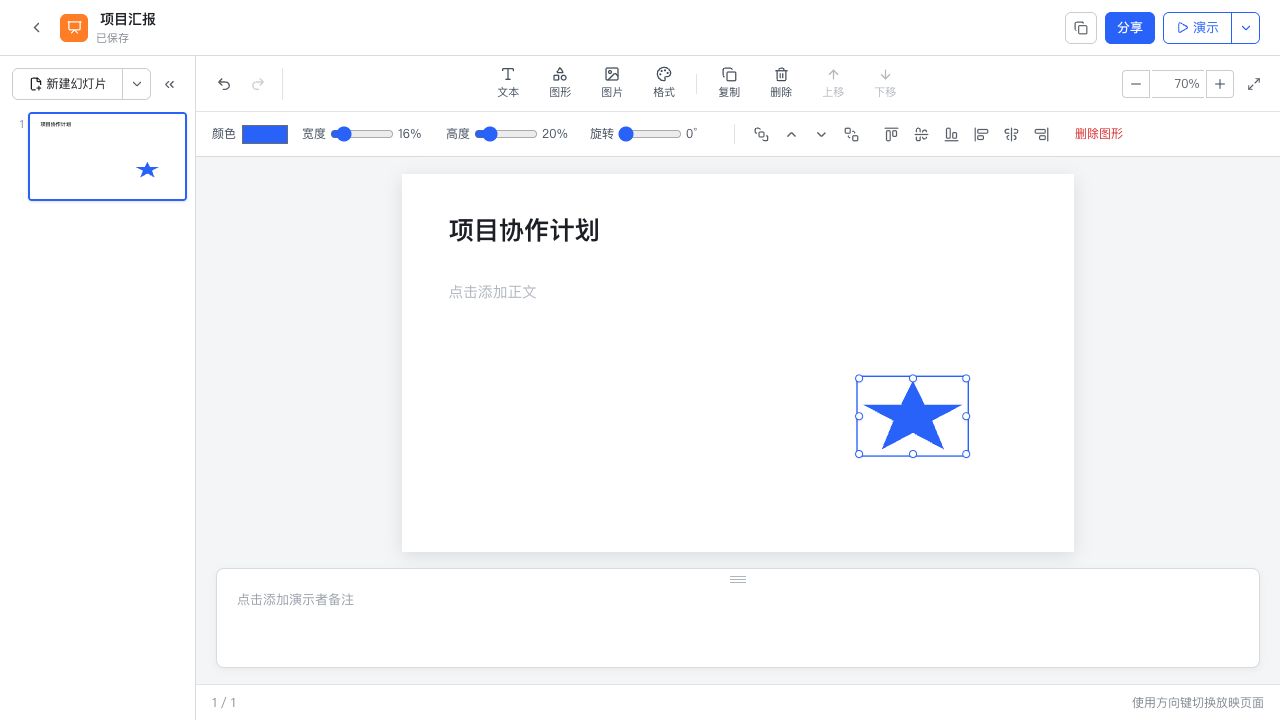 项目汇报
已保存
分享
演示
新建幻灯片
文本
图形
图片
格式
复制
删除
上移
下移
70%
颜色
宽度 16%
高度 20%
旋转 0°
删除图形
1
项目协作计划
项目协作计划
点击添加正文
点击添加演示者备注
1 / 1
使用方向键切换放映页面